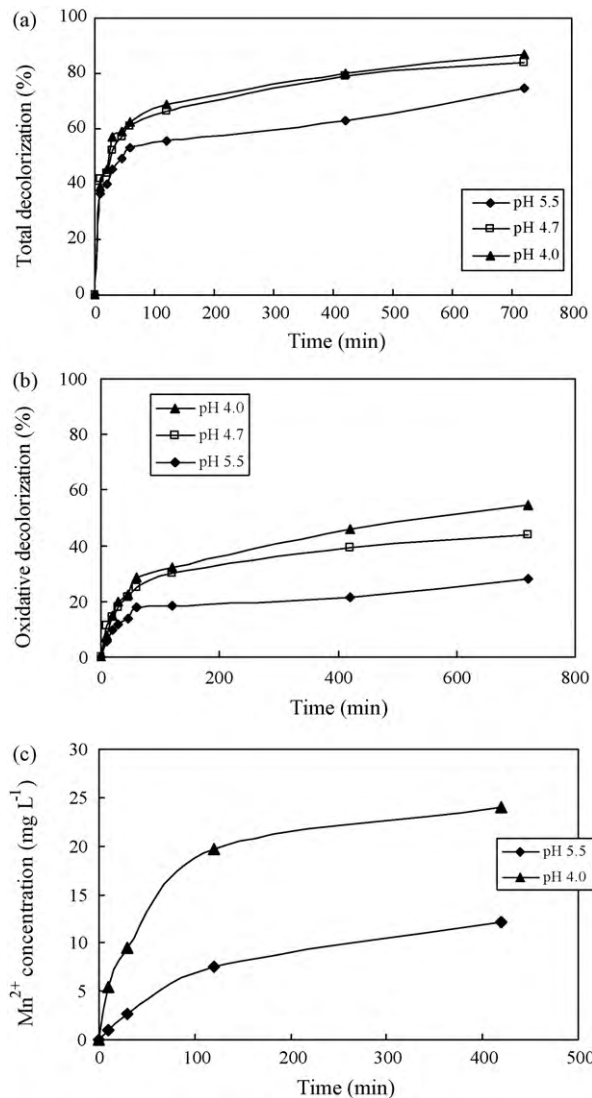 (a)
Total decolorization (%)
100
80
60
40
20
0
pH 5.5
pH 4.7
pH 4.0
0 100 200 300 400 500 600 700 800
Time (min)
(b)
Oxidative decolorization (%)
100
80
60
40
20
0
pH 4.0
pH 4.7
pH 5.5
0 200 400 600 800
Time (min)
(c)
Mn2+ concentration (mg L-1)
30
25
20
15
10
5
0
pH 5.5
pH 4.0
0 100 200 300 400 500
Time (min)